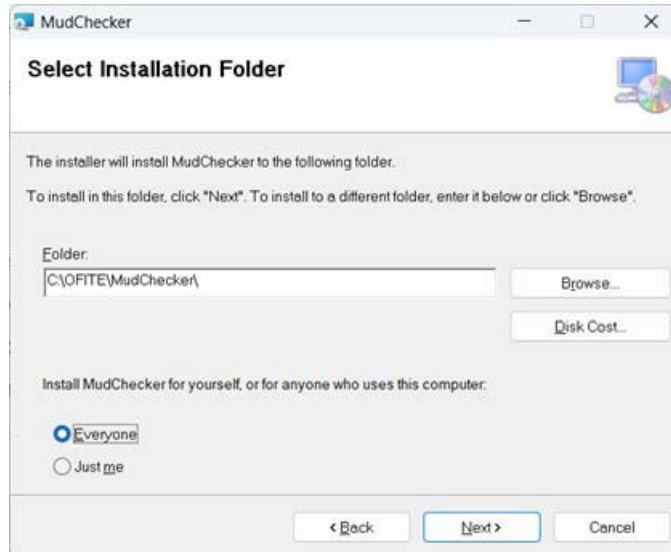 MudChecker
Select Installation Folder
The installer will install MudChecker to the following folder.
To install in this folder, click "Next". To install to a different folder, enter it below or click "Browse".
Folder:
C:\OFITE\MudChecker\
Browse...
Disk Cost...
Install MudChecker for yourself, or for anyone who uses this computer:
Everyone
Just me
< Back
Next >
Cancel